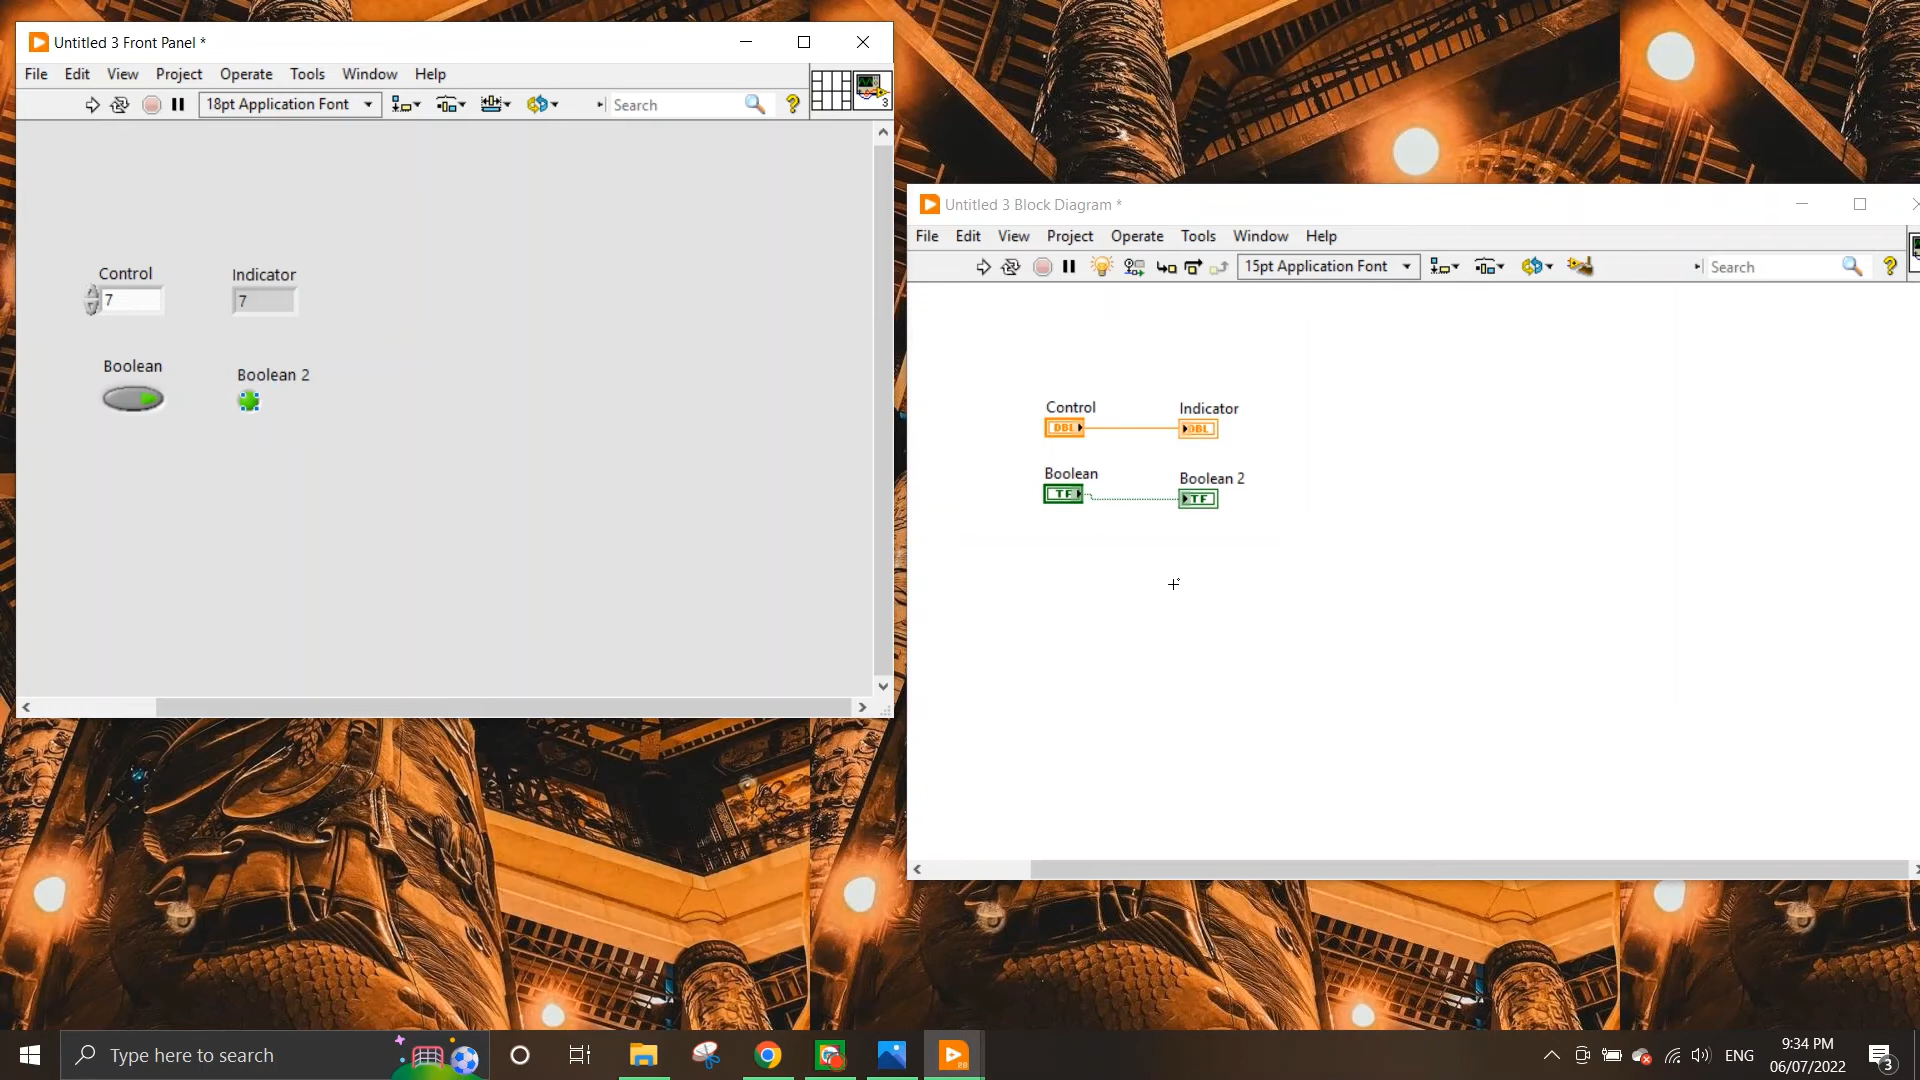 Untitled 3 Front Panel *
File Edit View Project Operate Tools Window Help
18pt Application Font
Search
?
3
Control
7
Indicator
7
Boolean
Boolean 2
Untitled 3 Block Diagram *
File Edit View Project Operate Tools Window Help
15pt Application Font
Search
?
Control
DBL
Indicator
DBL
Boolean
TF
Boolean 2
TF
Type here to search
20
ENG
9:34 PM
06/07/2022
3